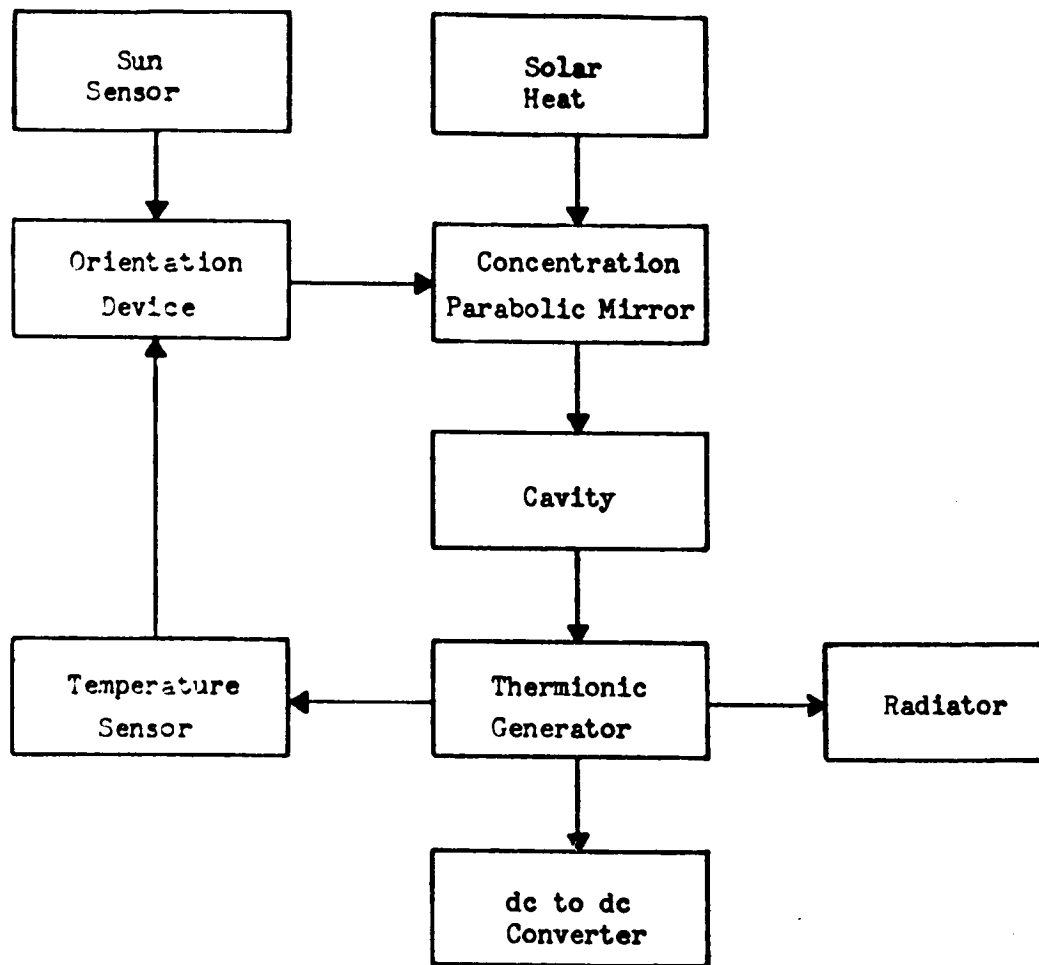 Sun
Sensor
Solar
Heat
Orientation
Device
Concentration
Parabolic Mirror
Cavity
Temperature
Sensor
Thermionic
Generator
Radiator
dc to dc
Converter